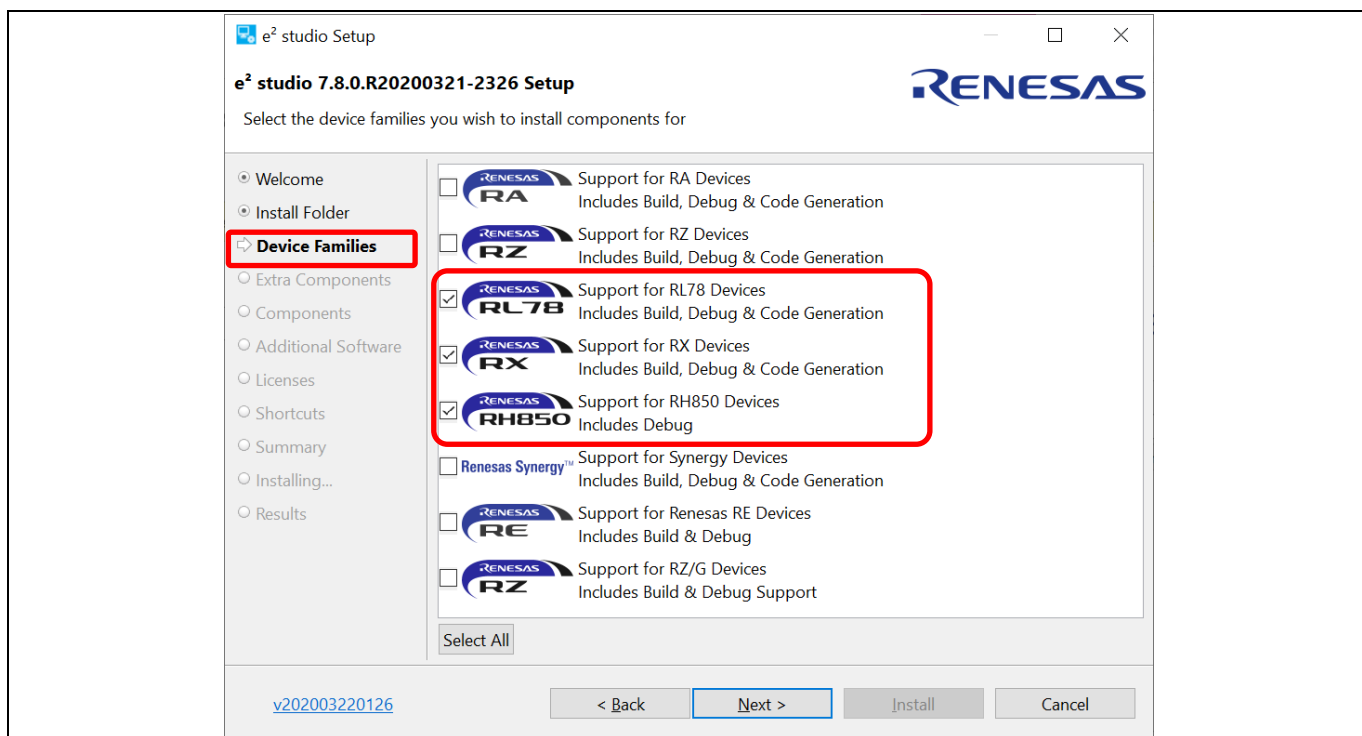 e² studio Setup
e² studio 7.8.0.R20200321-2326 Setup
RENESAS
Select the device families you wish to install components for
Welcome
Install Folder
Device Families
Extra Components
Components
Additional Software
Licenses
Shortcuts
Summary
Installing...
Results
RENESAS
RA
Support for RA Devices
Includes Build, Debug & Code Generation
RENESAS
RZ
Support for RZ Devices
Includes Build, Debug & Code Generation
RENESAS
RL78
Support for RL78 Devices
Includes Build, Debug & Code Generation
RENESAS
RX
Support for RX Devices
Includes Build, Debug & Code Generation
RENESAS
RH850
Support for RH850 Devices
Includes Debug
Renesas Synergy™
Support for Synergy Devices
Includes Build, Debug & Code Generation
RENESAS
RE
Support for Renesas RE Devices
Includes Build & Debug
RENESAS
RZ
Support for RZ/G Devices
Includes Build & Debug Support
Select All
v202003220126
< Back
Next >
Install
Cancel